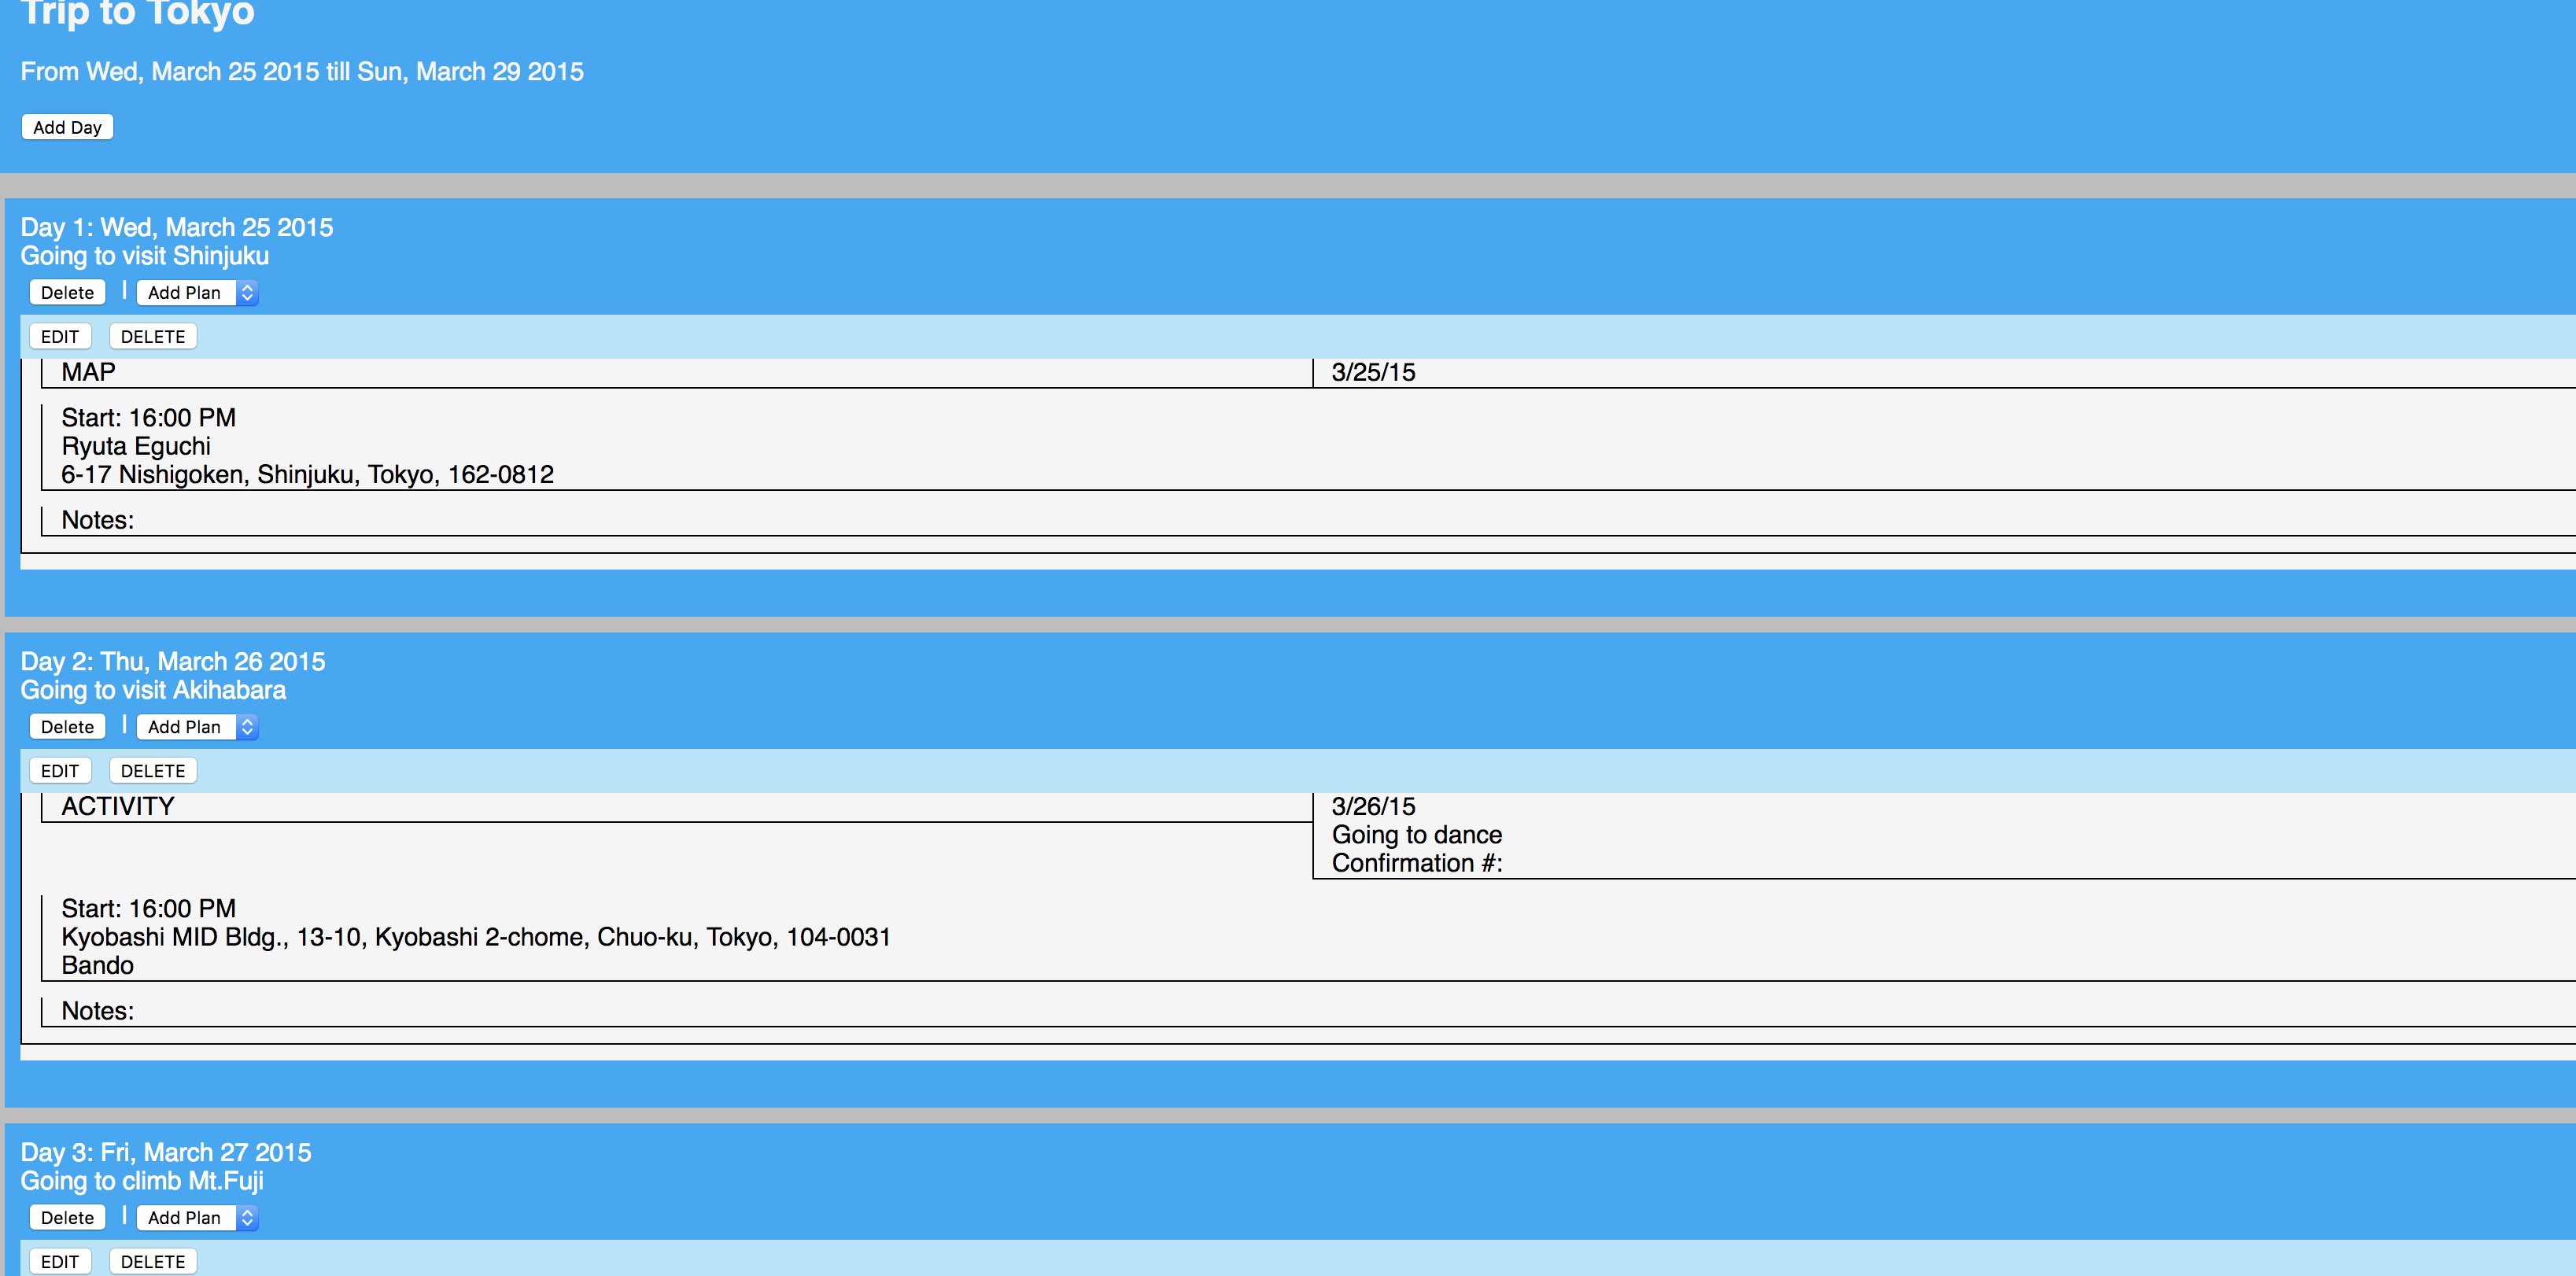 Trip to Tokyo
From Wed, March 25 2015 till Sun, March 29 2015
Add Day
Day 1: Wed, March 25 2015
Going to visit Shinjuku
Delete | Add Plan
EDIT DELETE
MAP 3/25/15
Start: 16:00 PM
Ryuta Eguchi
6-17 Nishigoken, Shinjuku, Tokyo, 162-0812
Notes:
Day 2: Thu, March 26 2015
Going to visit Akihabara
Delete | Add Plan
EDIT DELETE
ACTIVITY 3/26/15
Going to dance
Confirmation #:
Start: 16:00 PM
Kyobashi MID Bldg., 13-10, Kyobashi 2-chome, Chuo-ku, Tokyo, 104-0031
Bando
Notes:
Day 3: Fri, March 27 2015
Going to climb Mt.Fuji
Delete | Add Plan
EDIT DELETE